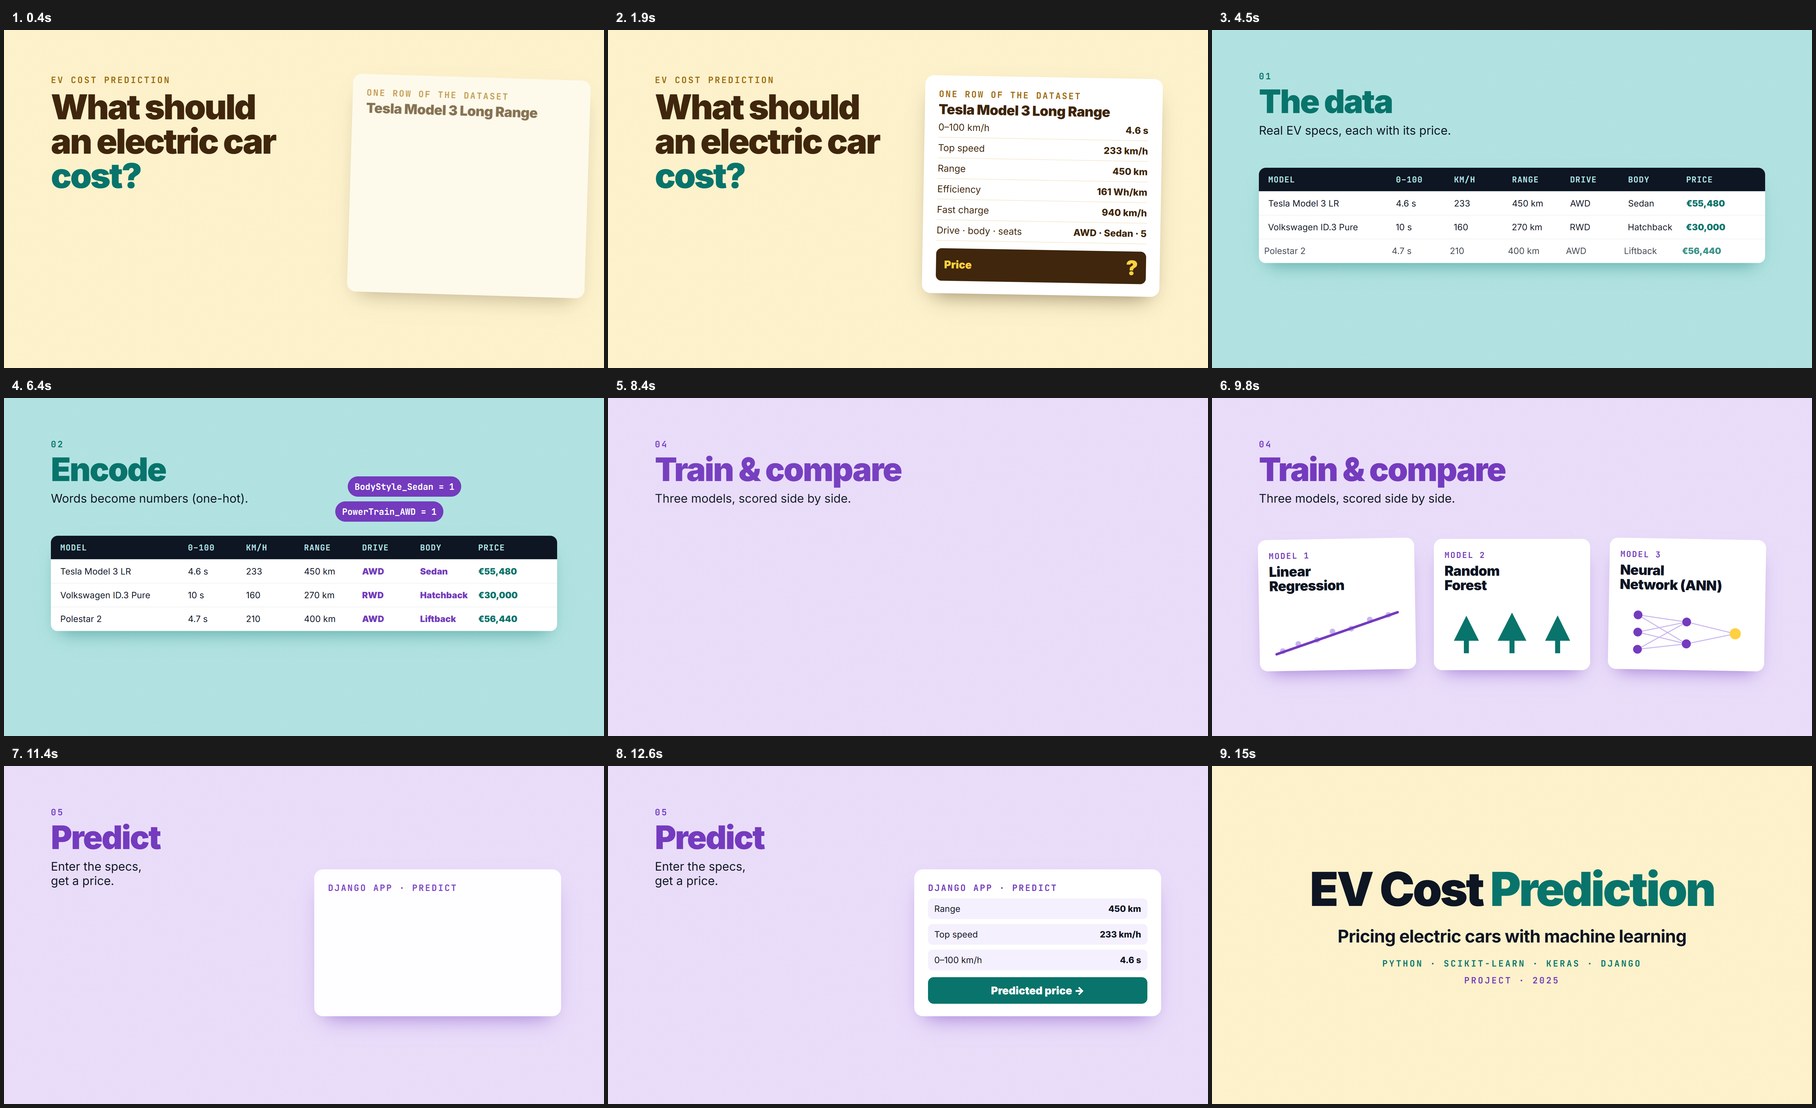 1. 0.4s
EV COST PREDICTION
What should
an electric car
cost?
ONE ROW OF THE DATASET
Tesla Model 3 Long Range
2. 1.9s
EV COST PREDICTION
What should
an electric car
cost?
ONE ROW OF THE DATASET
Tesla Model 3 Long Range
0–100 km/h 4.6 s
Top speed 233 km/h
Range 450 km
Efficiency 161 Wh/km
Fast charge 940 km/h
Drive · body · seats AWD · Sedan · 5
Price ?
3. 4.5s
01
The data
Real EV specs, each with its price.
MODEL 0–100 KM/H RANGE DRIVE BODY PRICE
Tesla Model 3 LR 4.6 s 233 450 km AWD Sedan €55,480
Volkswagen ID.3 Pure 10 s 160 270 km RWD Hatchback €30,000
Polestar 2 4.7 s 210 400 km AWD Liftback €56,440
4. 6.4s
02
Encode
Words become numbers (one-hot).
BodyStyle_Sedan = 1
PowerTrain_AWD = 1
MODEL 0–100 KM/H RANGE DRIVE BODY PRICE
Tesla Model 3 LR 4.6 s 233 450 km AWD Sedan €55,480
Volkswagen ID.3 Pure 10 s 160 270 km RWD Hatchback €30,000
Polestar 2 4.7 s 210 400 km AWD Liftback €56,440
5. 8.4s
04
Train & compare
Three models, scored side by side.
6. 9.8s
04
Train & compare
Three models, scored side by side.
MODEL 1
Linear
Regression
MODEL 2
Random
Forest
MODEL 3
Neural
Network (ANN)
7. 11.4s
05
Predict
Enter the specs,
get a price.
DJANGO APP · PREDICT
8. 12.6s
05
Predict
Enter the specs,
get a price.
DJANGO APP · PREDICT
Range 450 km
Top speed 233 km/h
0–100 km/h 4.6 s
Predicted price →
9. 15s
EV Cost Prediction
Pricing electric cars with machine learning
PYTHON · SCIKIT-LEARN · KERAS · DJANGO
PROJECT · 2025